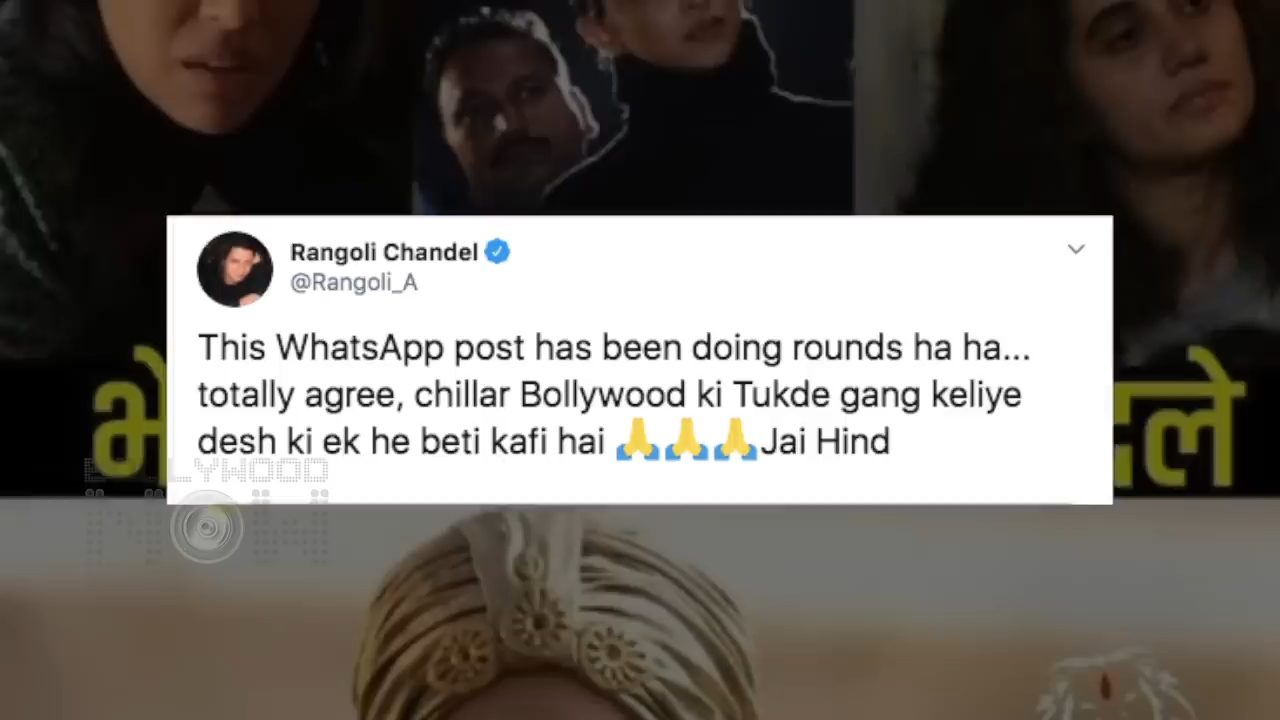 Rangoli Chandel
@Rangoli_A
This WhatsApp post has been doing rounds ha ha...
totally agree, chillar Bollywood ki Tukde gang keliye
desh ki ek he beti kafi hai 🙏🙏🙏Jai Hind
NOW